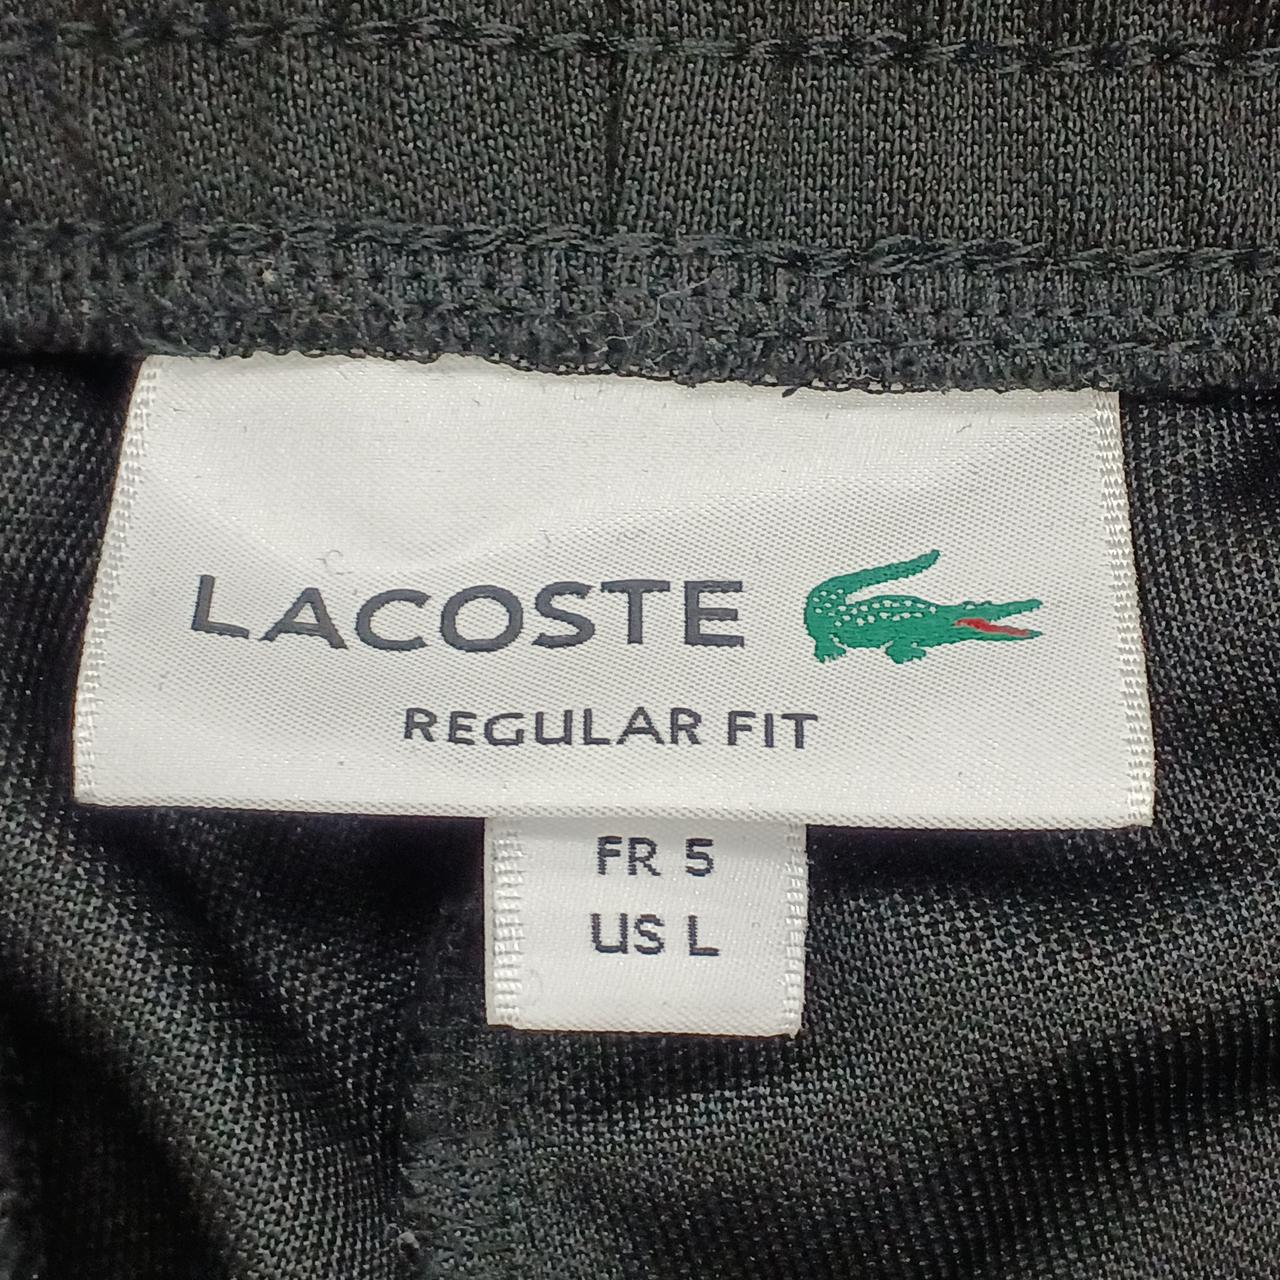 LACOSTE
REGULAR FIT
FR 5
US L